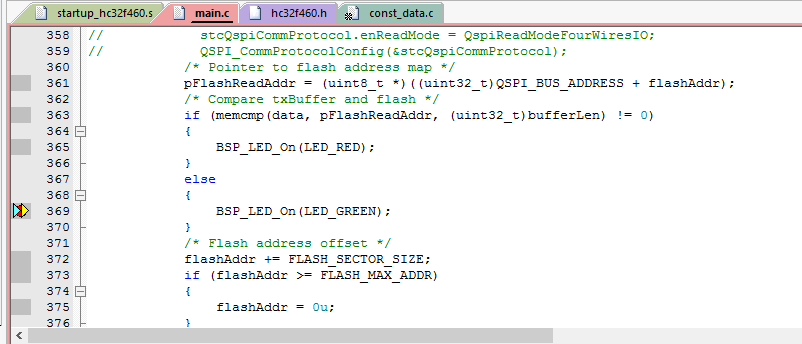 startup_hc32f460.s main.c hc32f460.h const_data.c
358 // stcQspiCommProtocol.enReadMode = QspiReadModeFourWiresIO;
359 // QSPI_CommProtocolConfig(&stcQspiCommProtocol);
360 /* Pointer to flash address map */
361 pFlashReadAddr = (uint8_t *)((uint32_t)QSPI_BUS_ADDRESS + flashAddr);
362 /* Compare txBuffer and flash */
363 if (memcmp(data, pFlashReadAddr, (uint32_t)bufferLen) != 0)
364 {
365 BSP_LED_On(LED_RED);
366 }
367 else
368 {
369 BSP_LED_On(LED_GREEN);
370 }
371 /* Flash address offset */
372 flashAddr += FLASH_SECTOR_SIZE;
373 if (flashAddr >= FLASH_MAX_ADDR)
374 {
375 flashAddr = 0u;
376 }